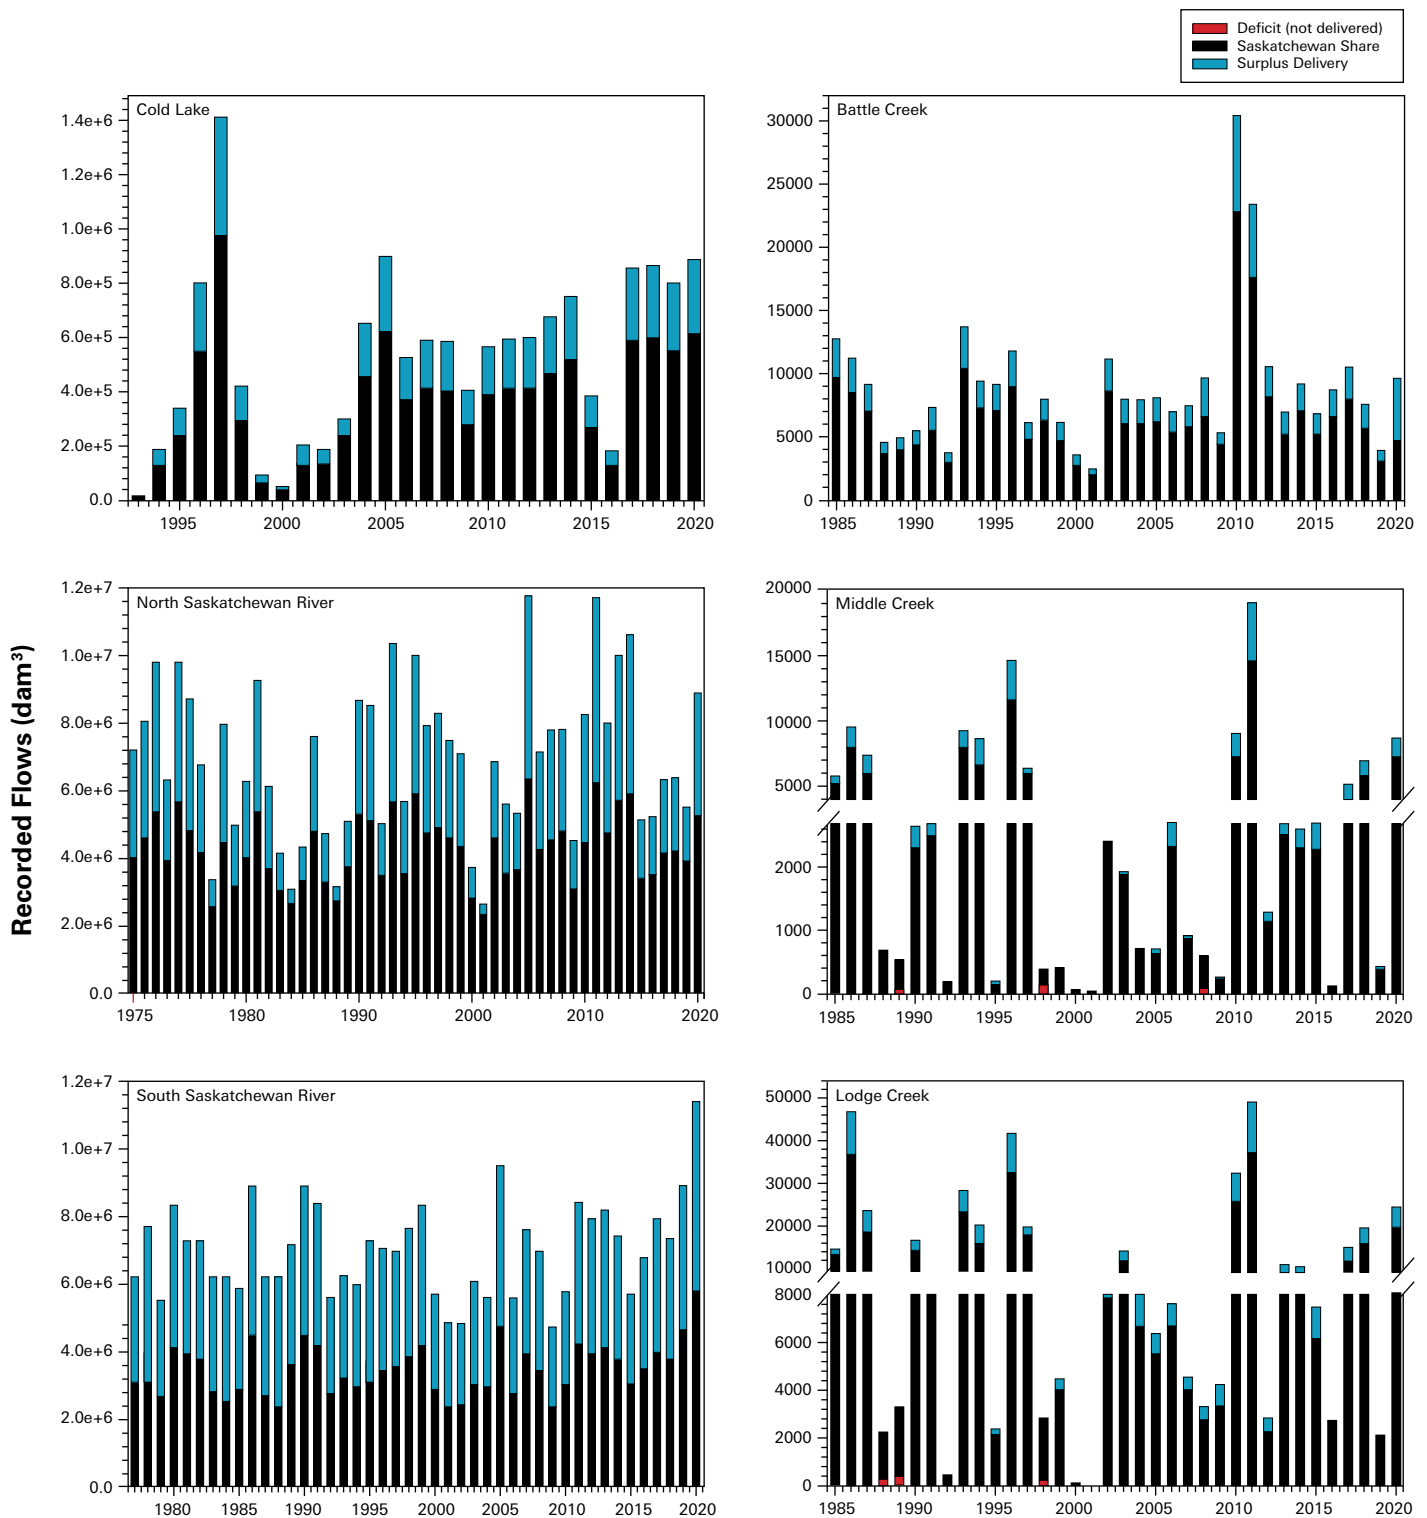 Deficit (not delivered)
Saskatchewan Share
Surplus Delivery
Recorded Flows (dam³)
Cold Lake
1.4e+6
1.2e+6
1.0e+6
8.0e+5
6.0e+5
4.0e+5
2.0e+5
0.0
1995 2000 2005 2010 2015 2020
Battle Creek
30000
25000
20000
15000
10000
5000
0
1985 1990 1995 2000 2005 2010 2015 2020
North Saskatchewan River
1.2e+7
1.0e+7
8.0e+6
6.0e+6
4.0e+6
2.0e+6
0.0
1975 1980 1990 2000 2010 2020
Middle Creek
20000
15000
10000
5000
2000
1000
0
1985 1990 1995 2000 2005 2010 2015 2020
South Saskatchewan River
1.2e+7
1.0e+7
8.0e+6
6.0e+6
4.0e+6
2.0e+6
0.0
1980 1985 1990 1995 2000 2005 2010 2015 2020
Lodge Creek
50000
40000
30000
20000
10000
8000
6000
4000
2000
0
1985 1990 1995 2000 2005 2010 2015 2020